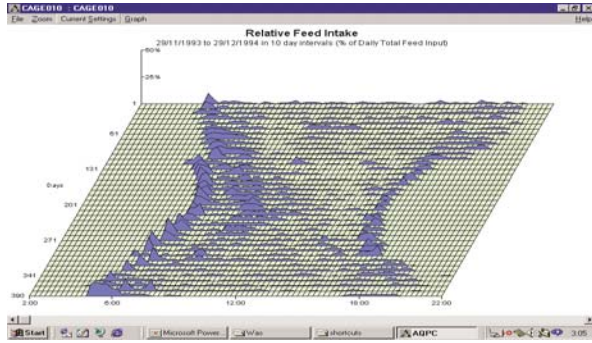 CAGE010 : CAGE010
File Zoom Current Settings Graph Help
Relative Feed Intake
29/11/1993 to 29/12/1994 in 10 day intervals (% of Daily Total Feed Input)
50%
25%
1
61
131
Days
201
271
341
390
2:00 6:00 12:00 18:00 22:00
Start Microsoft Power... Was shortcuts AQPC 3:05